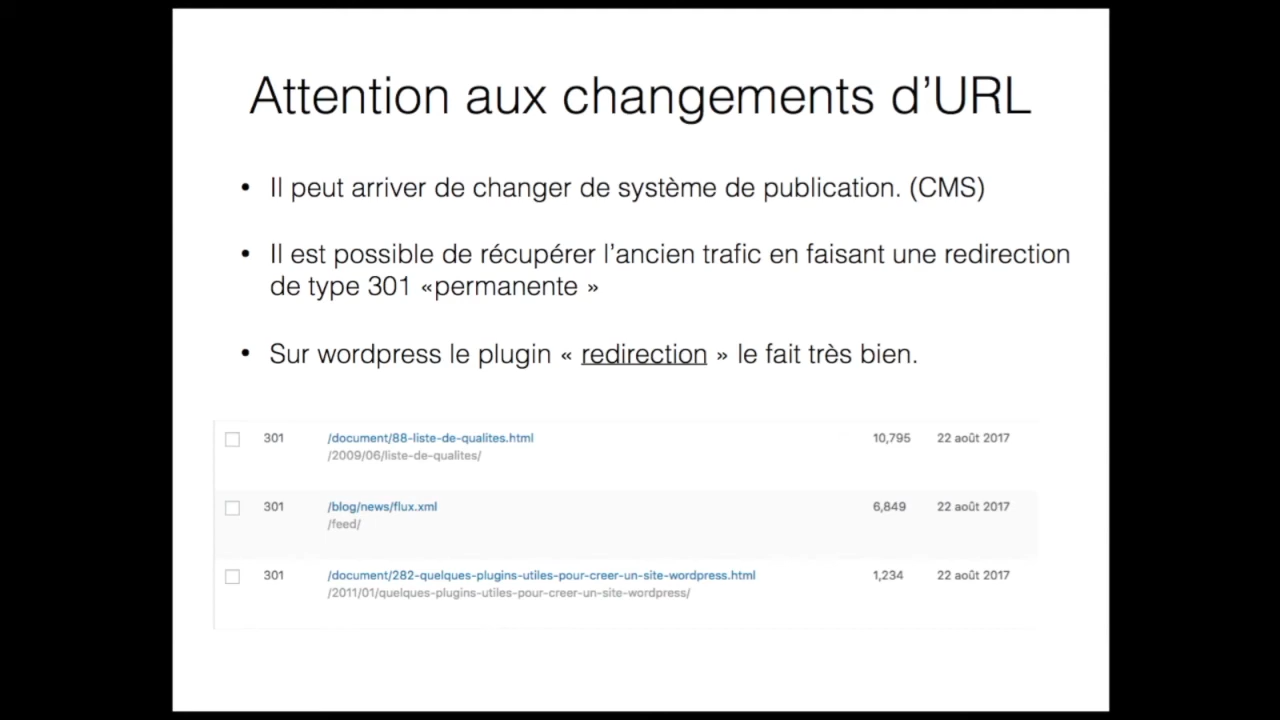 Attention aux changements d’URL
• Il peut arriver de changer de système de publication. (CMS)
• Il est possible de récupérer l’ancien trafic en faisant une redirection
de type 301 «permanente »
• Sur wordpress le plugin « redirection » le fait très bien.
301 /document/88-liste-de-qualites.html 10,795 22 août 2017
/2009/06/liste-de-qualites/
301 /blog/news/flux.xml 6,849 22 août 2017
/feed/
301 /document/282-quelques-plugins-utiles-pour-creer-un-site-wordpress.html 1,234 22 août 2017
/2011/01/quelques-plugins-utiles-pour-creer-un-site-wordpress/